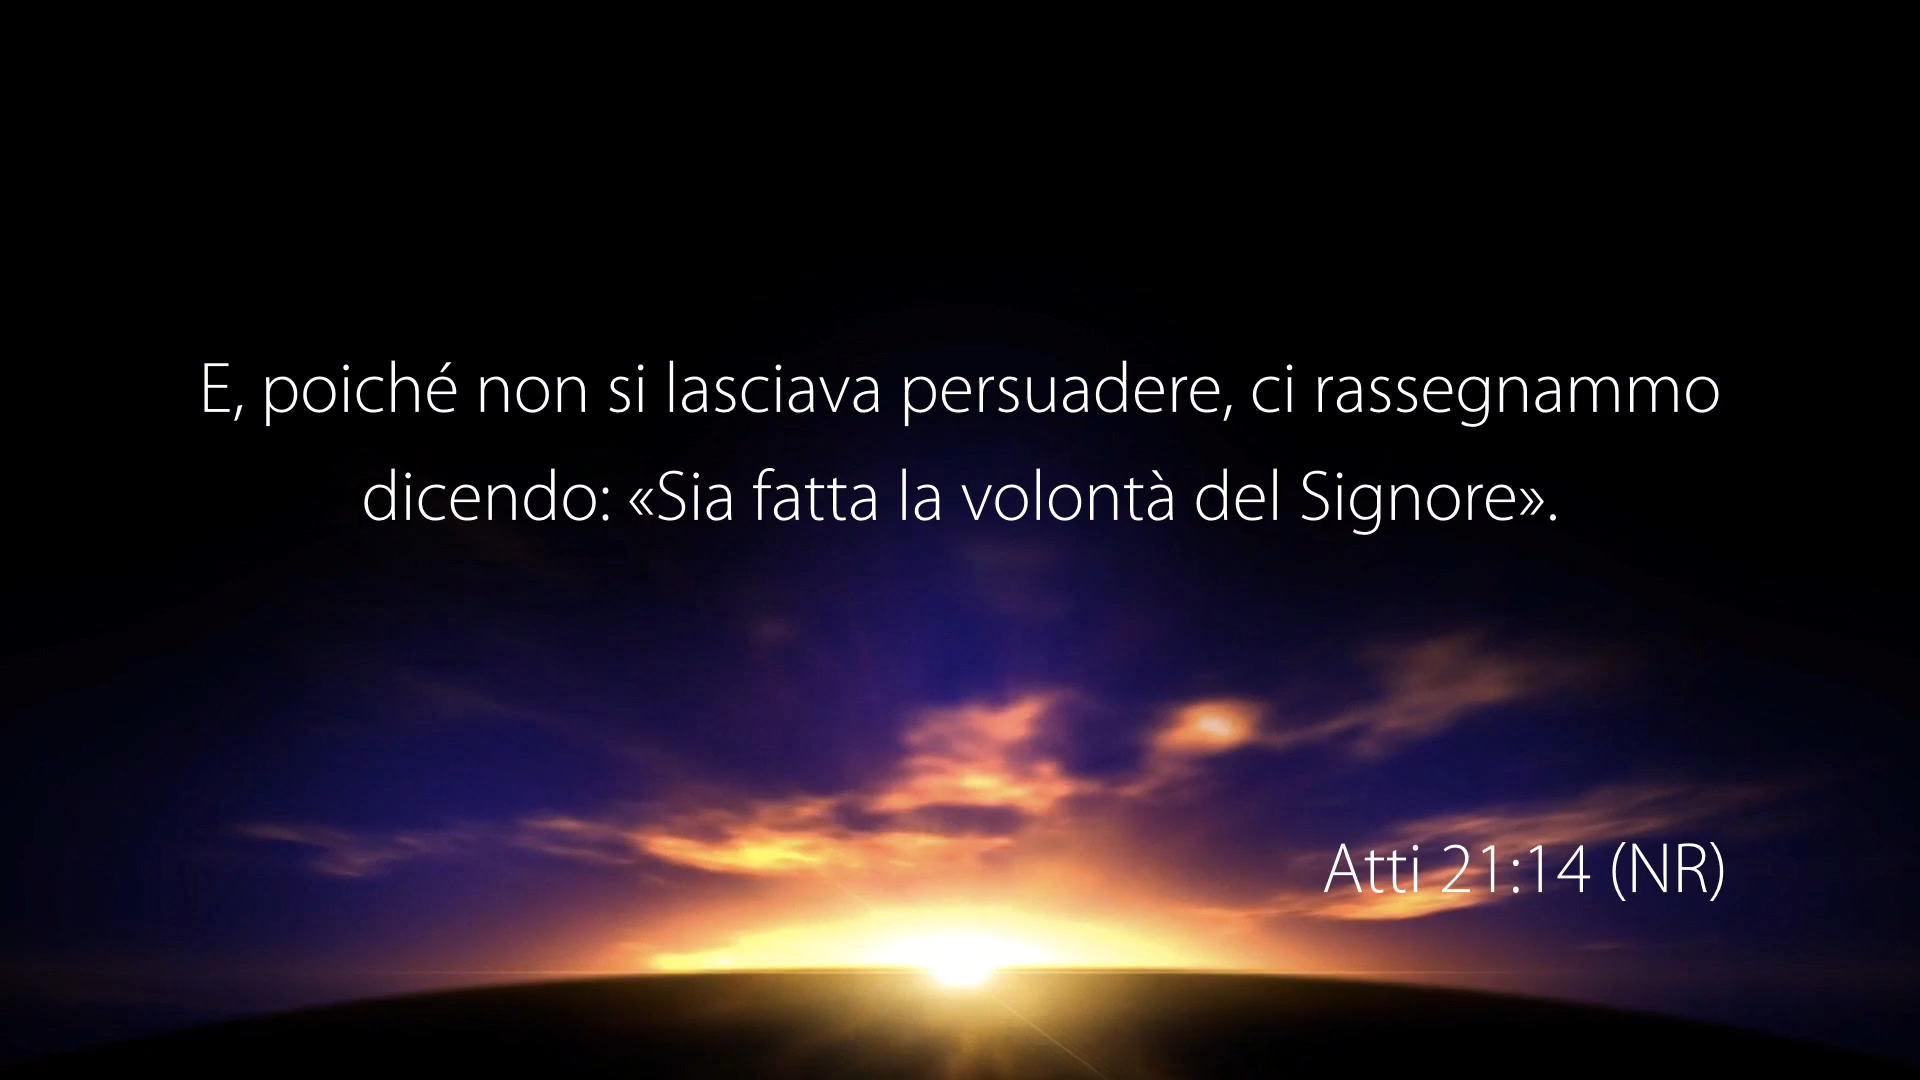 E, poiché non si lasciava persuadere, ci rassegnammo
dicendo: «Sia fatta la volontà del Signore».
Atti 21:14 (NR)